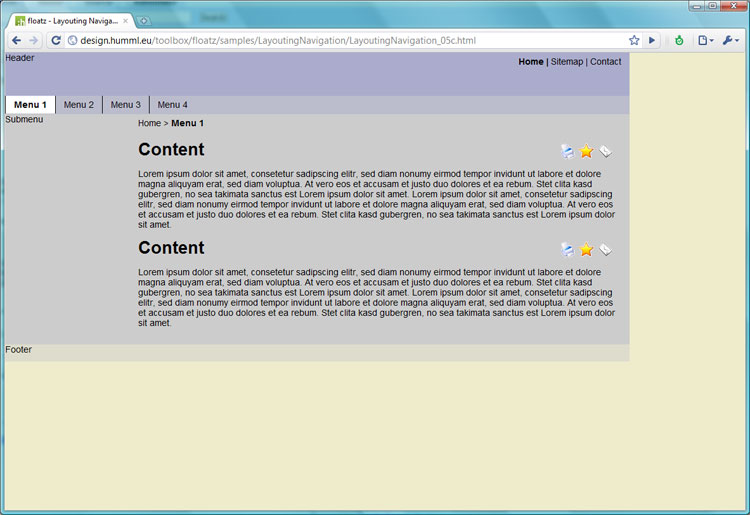 floatz - Layouting Naviga...
design.humml.eu/toolbox/floatz/samples/LayoutingNavigation/LayoutingNavigation_05c.html
Header
Home | Sitemap | Contact
Menu 1 Menu 2 Menu 3 Menu 4
Submenu
Home > Menu 1
Content
Lorem ipsum dolor sit amet, consetetur sadipscing elitr, sed diam nonumy eirmod tempor invidunt ut labore et dolore
magna aliquyam erat, sed diam voluptua. At vero eos et accusam et justo duo dolores et ea rebum. Stet clita kasd
gubergren, no sea takimata sanctus est Lorem ipsum dolor sit amet. Lorem ipsum dolor sit amet, consetetur sadipscing
elitr, sed diam nonumy eirmod tempor invidunt ut labore et dolore magna aliquyam erat, sed diam voluptua. At vero eos
et accusam et justo duo dolores et ea rebum. Stet clita kasd gubergren, no sea takimata sanctus est Lorem ipsum dolor
sit amet.
Content
Lorem ipsum dolor sit amet, consetetur sadipscing elitr, sed diam nonumy eirmod tempor invidunt ut labore et dolore
magna aliquyam erat, sed diam voluptua. At vero eos et accusam et justo duo dolores et ea rebum. Stet clita kasd
gubergren, no sea takimata sanctus est Lorem ipsum dolor sit amet. Lorem ipsum dolor sit amet, consetetur sadipscing
elitr, sed diam nonumy eirmod tempor invidunt ut labore et dolore magna aliquyam erat, sed diam voluptua. At vero eos
et accusam et justo duo dolores et ea rebum. Stet clita kasd gubergren, no sea takimata sanctus est Lorem ipsum dolor
sit amet.
Footer